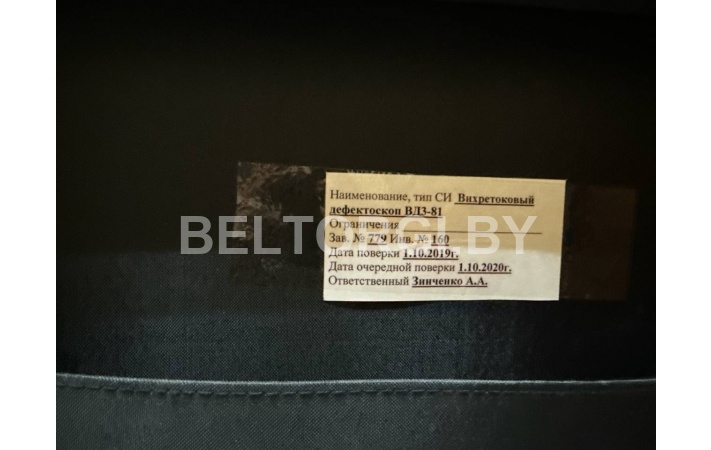 Наименование, тип СИ Вихретоковый
дефектоскоп ВД3-81
Ограничения
Зав. № 779 Инв. № 160
Дата поверки 1.10.2019г.
Дата очередной поверки 1.10.2020г.
Ответственный Зинченко А.А.
BELTORGI.BY